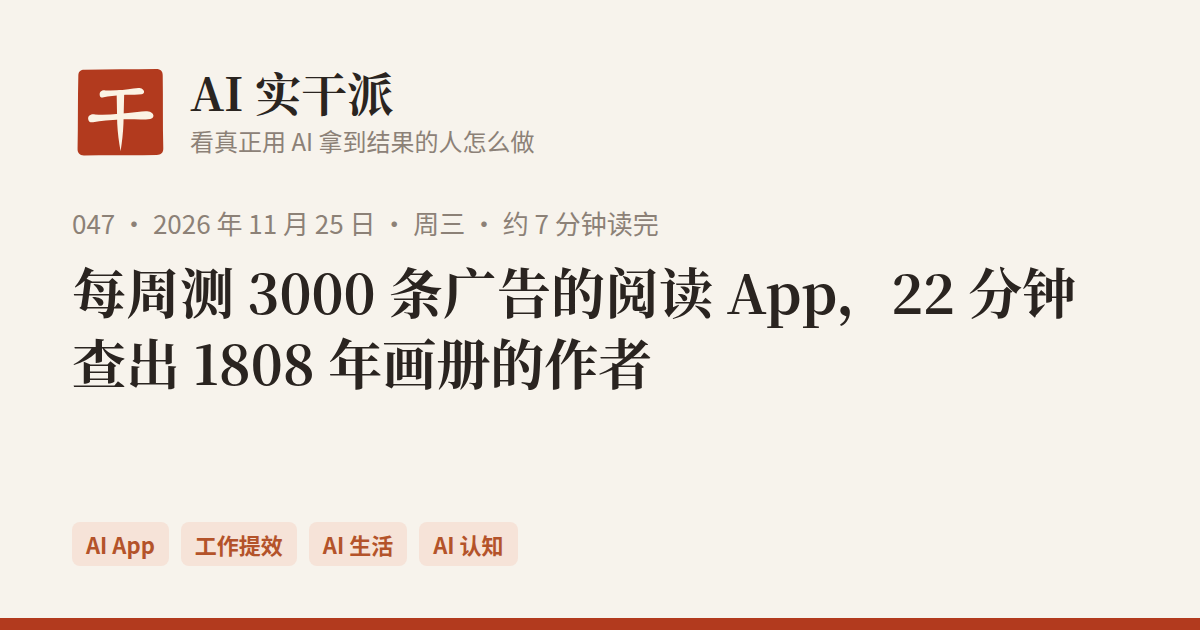 干
AI 实干派
看真正用 AI 拿到结果的人怎么做
047 · 2026 年 11 月 25 日 · 周三 · 约 7 分钟读完
每周测 3000 条广告的阅读 App，22 分钟
查出 1808 年画册的作者
AI App
工作提效
AI 生活
AI 认知